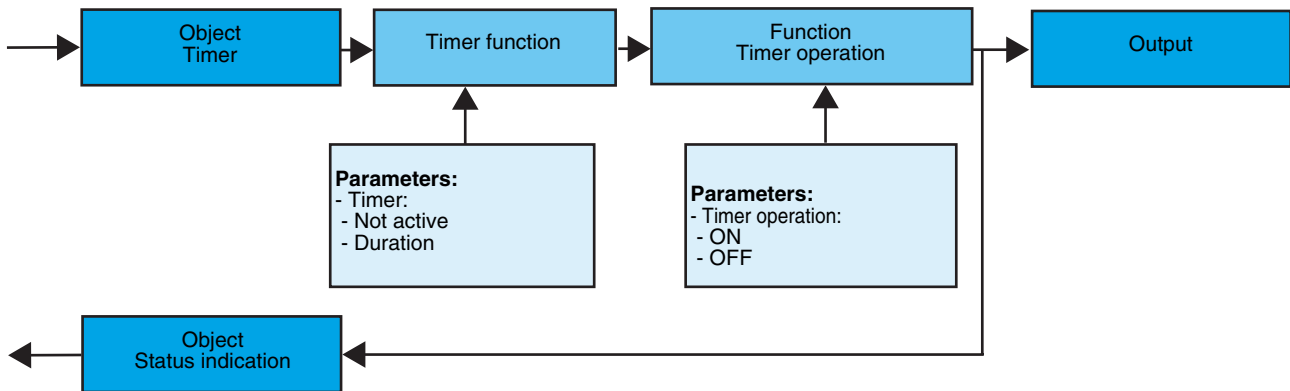 Object
Timer
Timer function
Function
Timer operation
Output
Parameters:
- Timer:
- Not active
- Duration
Parameters:
- Timer operation:
- ON
- OFF
Object
Status indication